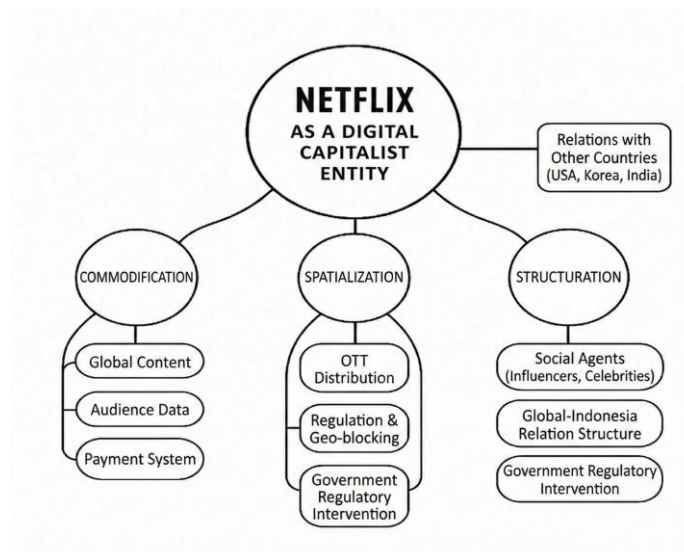 NETFLIX
AS A DIGITAL
CAPITALIST
ENTITY
Relations with
Other Countries
(USA, Korea, India)
COMMODIFICATION
SPATIALIZATION
STRUCTURATION
Global Content
Audience Data
Payment System
OTT
Distribution
Regulation &
Geo-blocking
Government
Regulatory
Intervention
Social Agents
(Influencers, Celebrities)
Global-Indonesia
Relation Structure
Government Regulatory
Intervention